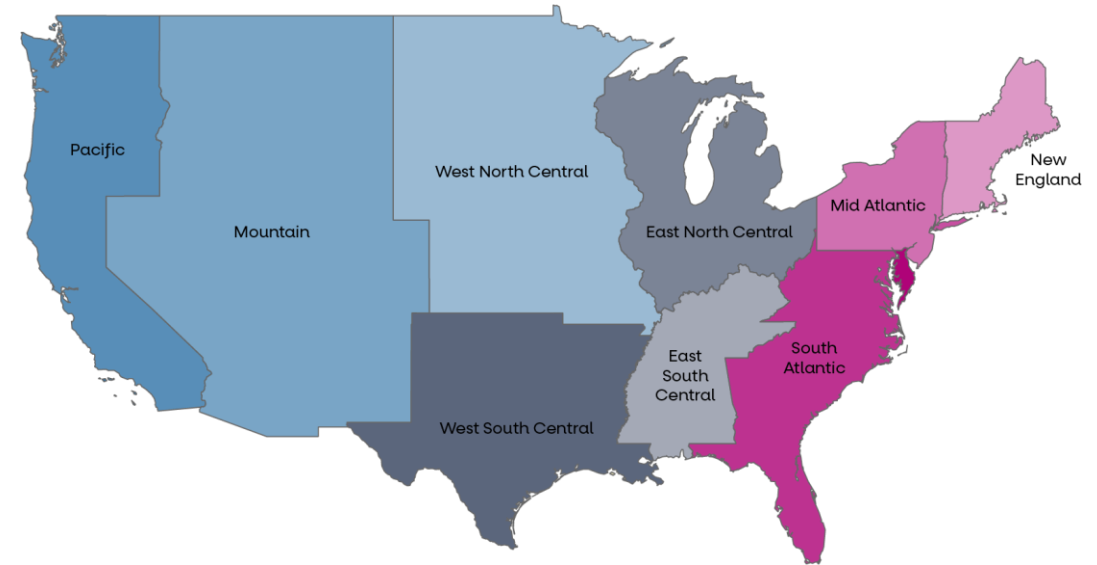 Pacific
West North Central
New
England
Mid Atlantic
Mountain
East North Central
South
Atlantic
East
South
Central
West South Central